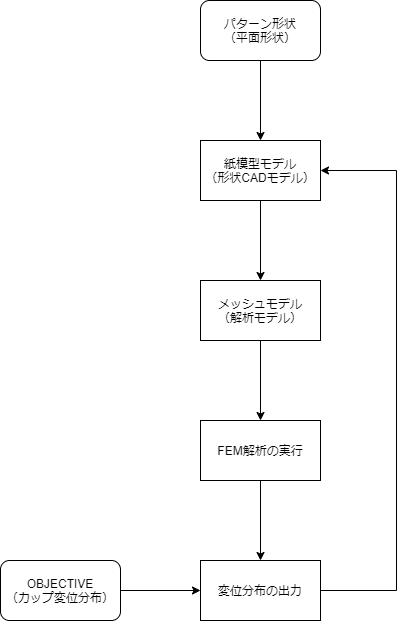 パターン形状
（平面形状）
紙模型モデル
（形状CADモデル）
メッシュモデル
（解析モデル）
FEM解析の実行
OBJECTIVE
（カップ変位分布）
変位分布の出力